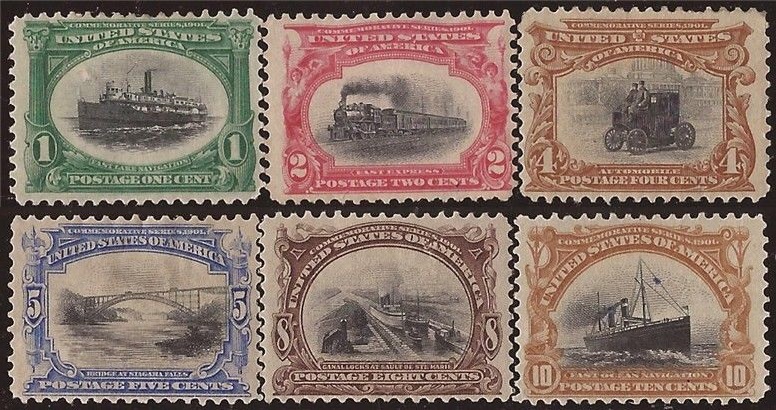 COMMEMORATIVE SERIES, 1901.
UNITED STATES
OF AMERICA
1 1
FAST LAKE NAVIGATION
POSTAGE ONE CENT
COMMEMORATIVE SERIES, 1901.
UNITED STATES
OF AMERICA
2 2
FAST EXPRESS
POSTAGE TWO CENTS
COMMEMORATIVE SERIES, 1901.
UNITED STATES
OF AMERICA
4 4
AUTOMOBILE
POSTAGE FOUR CENTS
COMMEMORATIVE SERIES, 1901.
UNITED STATES OF AMERICA
5 5
BRIDGE AT NIAGARA FALLS
POSTAGE FIVE CENTS
COMMEMORATIVE SERIES, 1901.
UNITED STATES OF AMERICA
8 8
CANAL LOCKS AT SAULT DE STE. MARIE
POSTAGE EIGHT CENTS
COMMEMORATIVE SERIES, 1901.
UNITED STATES OF AMERICA
10 10
FAST OCEAN NAVIGATION
POSTAGE TEN CENTS